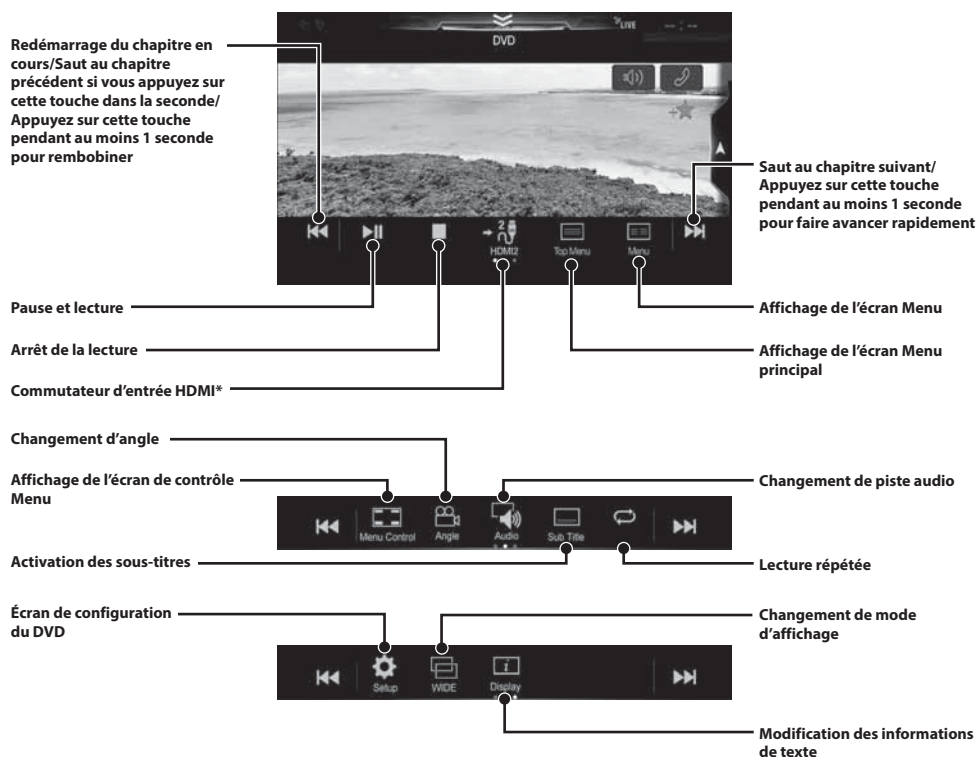 LIVE
DVD
Redémarrage du chapitre en
cours/Saut au chapitre
précédent si vous appuyez sur
cette touche dans la seconde/
Appuyez sur cette touche
pendant au moins 1 seconde
pour rembobiner
Saut au chapitre suivant/
Appuyez sur cette touche
pendant au moins 1 seconde
pour faire avancer rapidement
2
HDMI2
Top Menu
Menu
Pause et lecture
Arrêt de la lecture
Commutateur d'entrée HDMI*
Affichage de l'écran Menu
Affichage de l'écran Menu
principal
Changement d'angle
Affichage de l'écran de contrôle
Menu
Changement de piste audio
Menu Control
Angle
Audio
Sub Title
Activation des sous-titres
Lecture répétée
Écran de configuration
du DVD
Changement de mode
d'affichage
Setup
WIDE
Display
Modification des informations
de texte